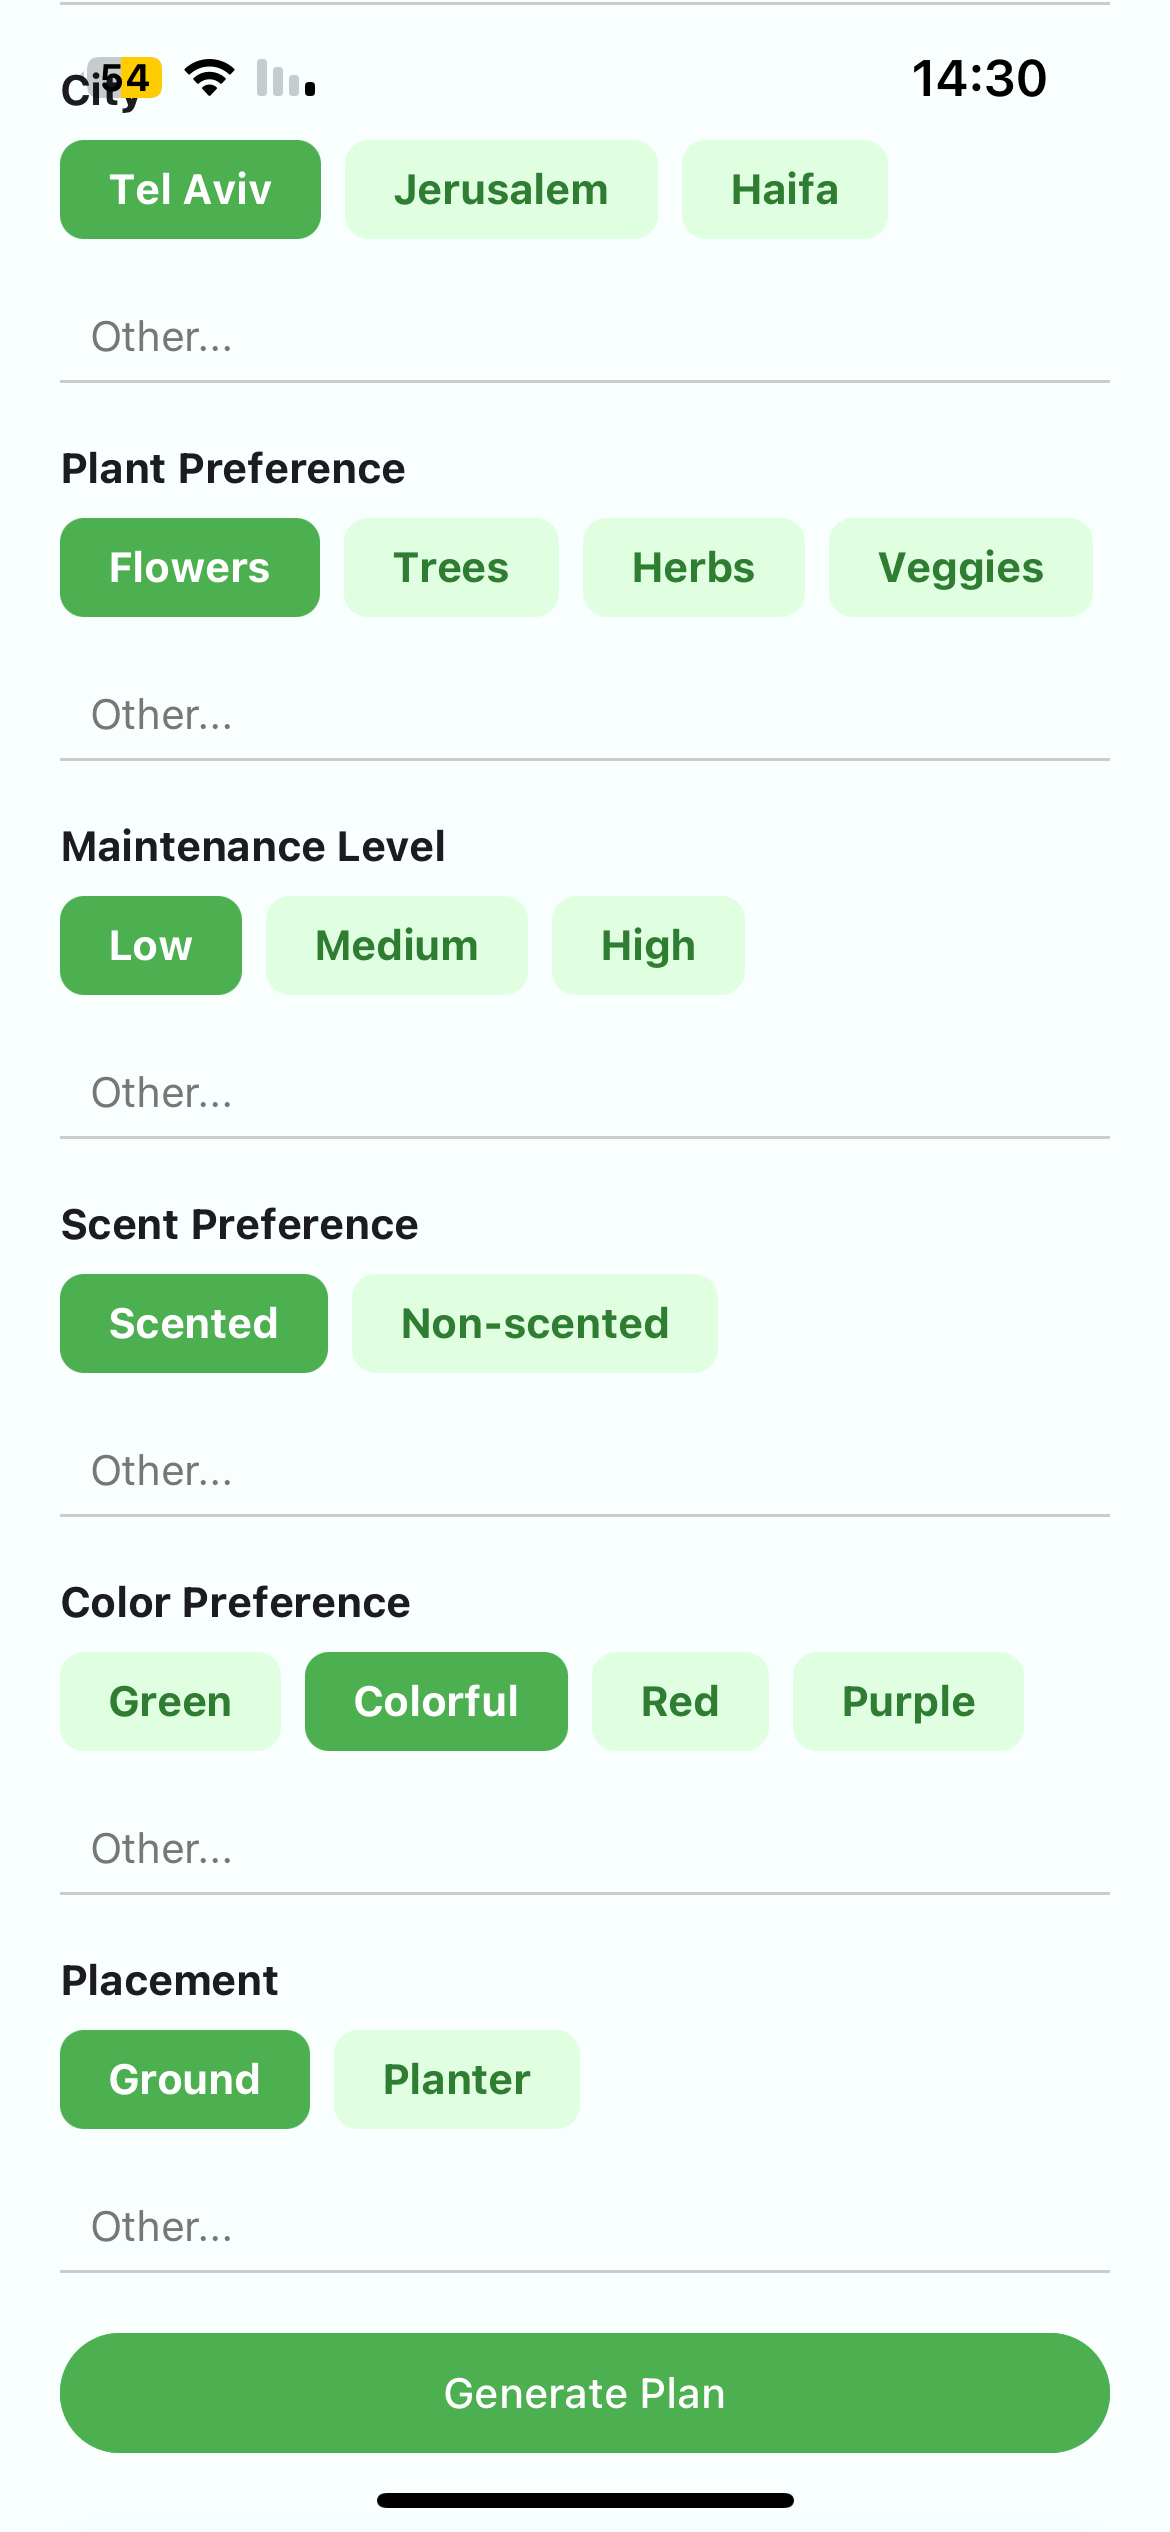 54
14:30
City
Tel Aviv Jerusalem Haifa
Other...
Plant Preference
Flowers Trees Herbs Veggies
Other...
Maintenance Level
Low Medium High
Other...
Scent Preference
Scented Non-scented
Other...
Color Preference
Green Colorful Red Purple
Other...
Placement
Ground Planter
Other...
Generate Plan